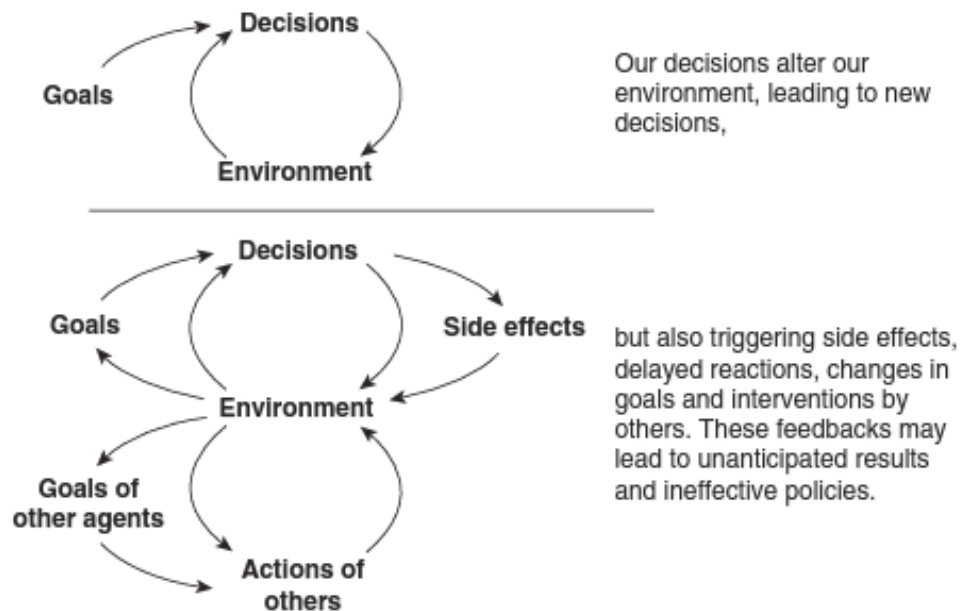 Decisions
Goals
Environment
Our decisions alter our
environment, leading to new
decisions,
Decisions
Goals
Side effects
Environment
Goals of
other agents
Actions of
others
but also triggering side effects,
delayed reactions, changes in
goals and interventions by
others. These feedbacks may
lead to unanticipated results
and ineffective policies.